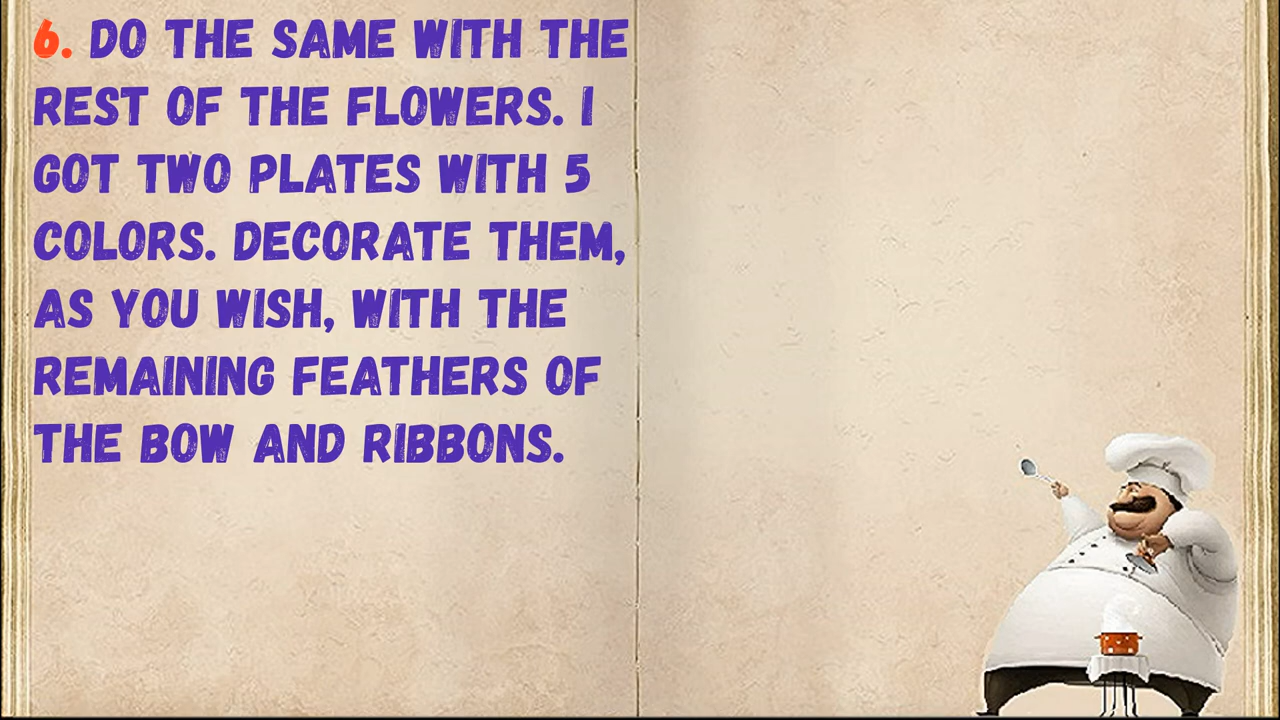 6. DO THE SAME WITH THE
REST OF THE FLOWERS. I
GOT TWO PLATES WITH 5
COLORS. DECORATE THEM,
AS YOU WISH, WITH THE
REMAINING FEATHERS OF
THE BOW AND RIBBONS.